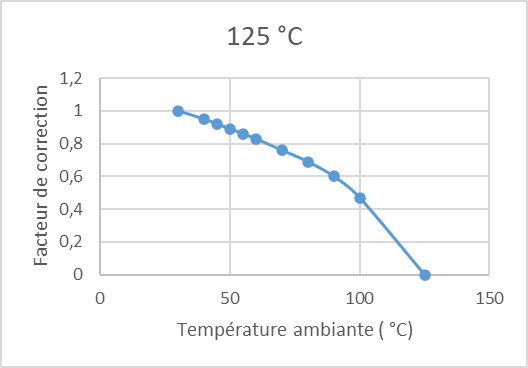 125 °C
1,2
1
0,8
0,6
0,4
0,2
0
0 50 100 150
Facteur de correction
Température ambiante ( °C)